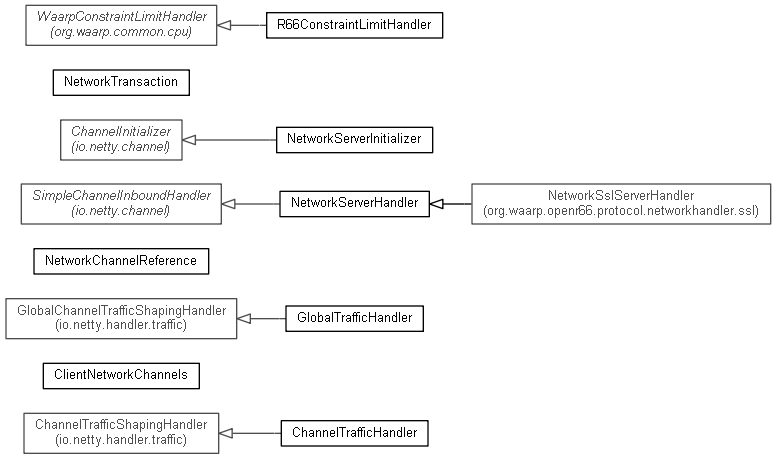 WaarpConstraintLimitHandler
(org.waarp.common.cpu)
R66ConstraintLimitHandler
NetworkTransaction
ChannelInitializer
(io.netty.channel)
NetworkServerInitializer
SimpleChannelInboundHandler
(io.netty.channel)
NetworkServerHandler
NetworkSslServerHandler
(org.waarp.openr66.protocol.networkhandler.ssl)
NetworkChannelReference
GlobalChannelTrafficShapingHandler
(io.netty.handler.traffic)
GlobalTrafficHandler
ClientNetworkChannels
ChannelTrafficShapingHandler
(io.netty.handler.traffic)
ChannelTrafficHandler